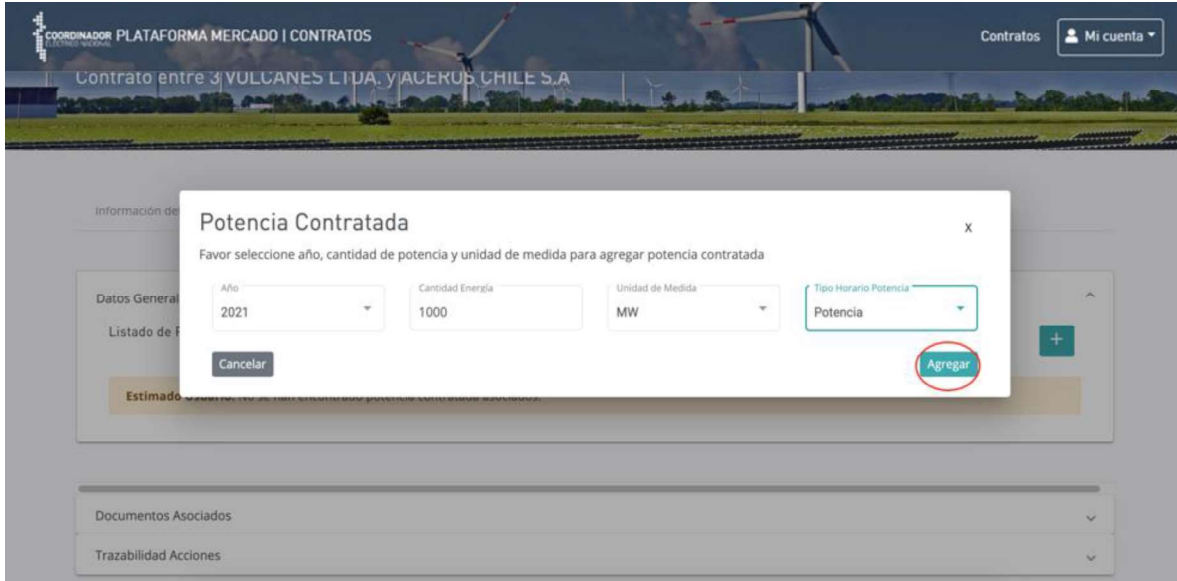 COORDINADOR
ELÉCTRICO NACIONAL
PLATAFORMA MERCADO | CONTRATOS
Contratos
Mi cuenta
Contrato entre 3 VOLCANES LTDA. y ACEROS CHILE S.A
Información de
Potencia Contratada
X
Favor seleccione año, cantidad de potencia y unidad de medida para agregar potencia contratada
Datos General
Año
2021
Cantidad Energía
1000
Unidad de Medida
MW
Tipo Horario Potencia
Potencia
Listado de P
+
Cancelar
Agregar
Estimado Usuario: No se han encontrado potencia contratada asociados.
Documentos Asociados
Trazabilidad Acciones